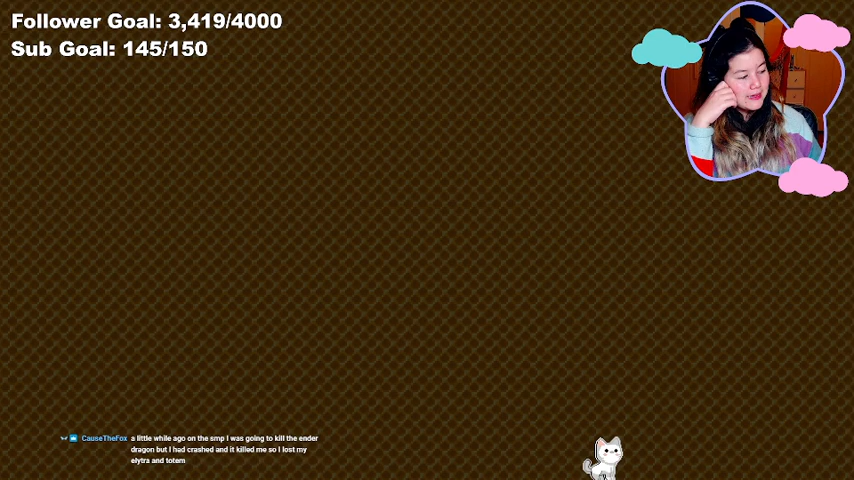 Follower Goal: 3,419/4000
Sub Goal: 145/150
CauseTheFox a little while ago on the smp I was going to kill the ender
dragon but I had crashed and it killed me so I lost my
elytra and totem